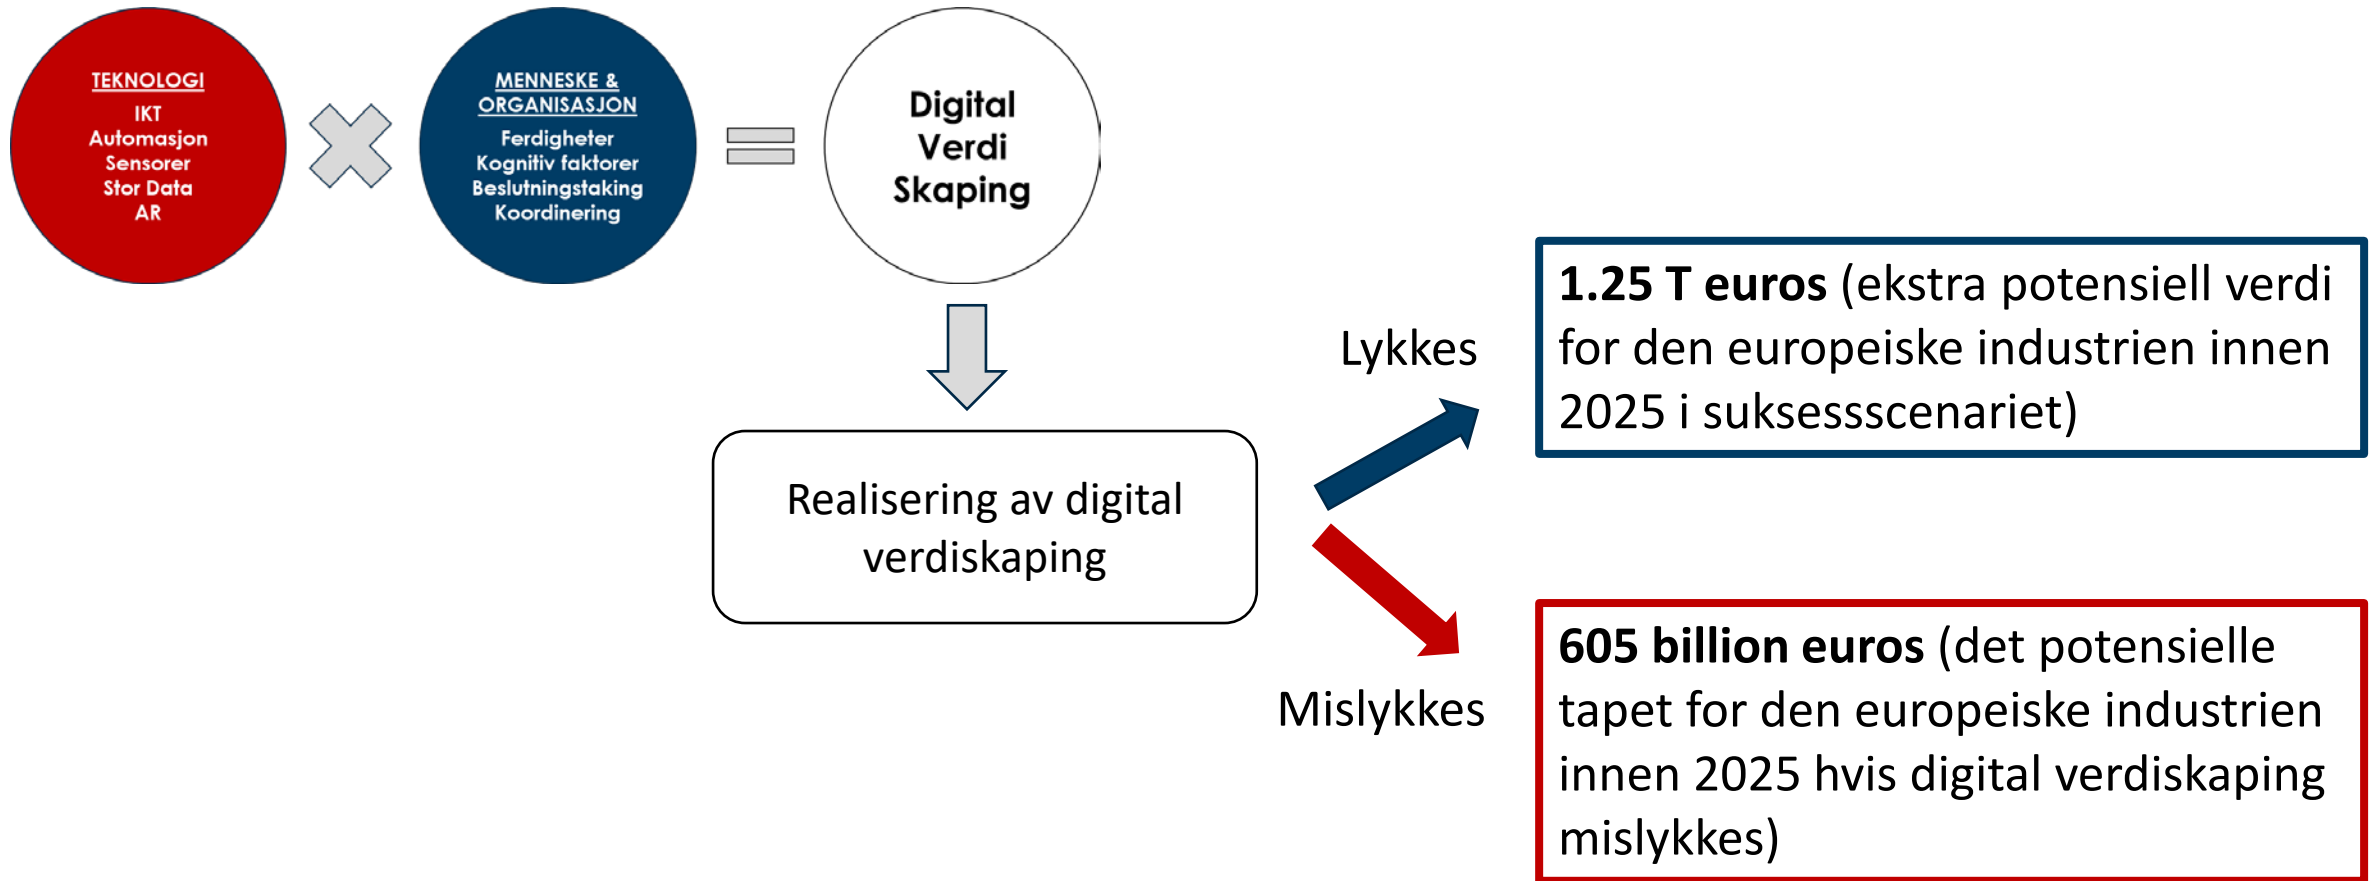 TEKNOLOGI
IKT
Automasjon
Sensorer
Stor Data
AR
MENNESKE &
ORGANISASJON
Ferdigheter
Kognitiv faktorer
Beslutningstaking
Koordinering
Digital
Verdi
Skaping
Realisering av digital
verdiskaping
Lykkes
1.25 T euros (ekstra potensiell verdi
for den europeiske industrien innen
2025 i suksessscenariet)
Mislykkes
605 billion euros (det potensielle
tapet for den europeiske industrien
innen 2025 hvis digital verdiskaping
mislykkes)